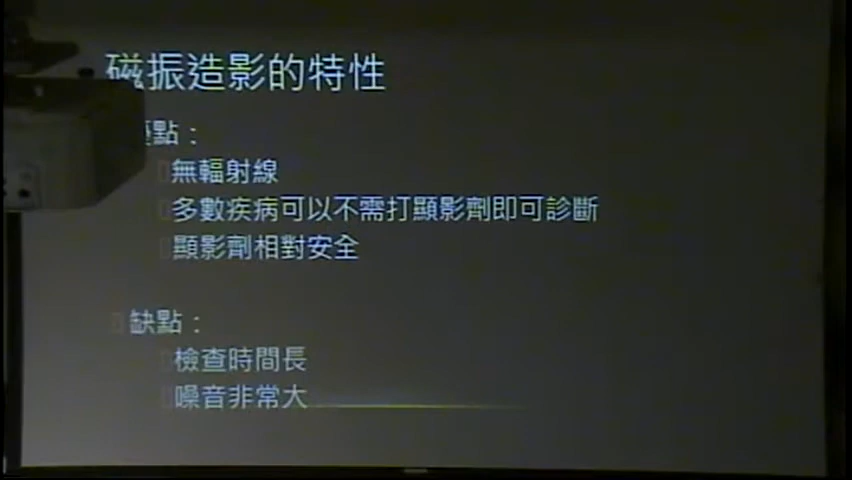 磁振造影的特性
優點：
無輻射線
多數疾病可以不需打顯影劑即可診斷
顯影劑相對安全
缺點：
檢查時間長
噪音非常大